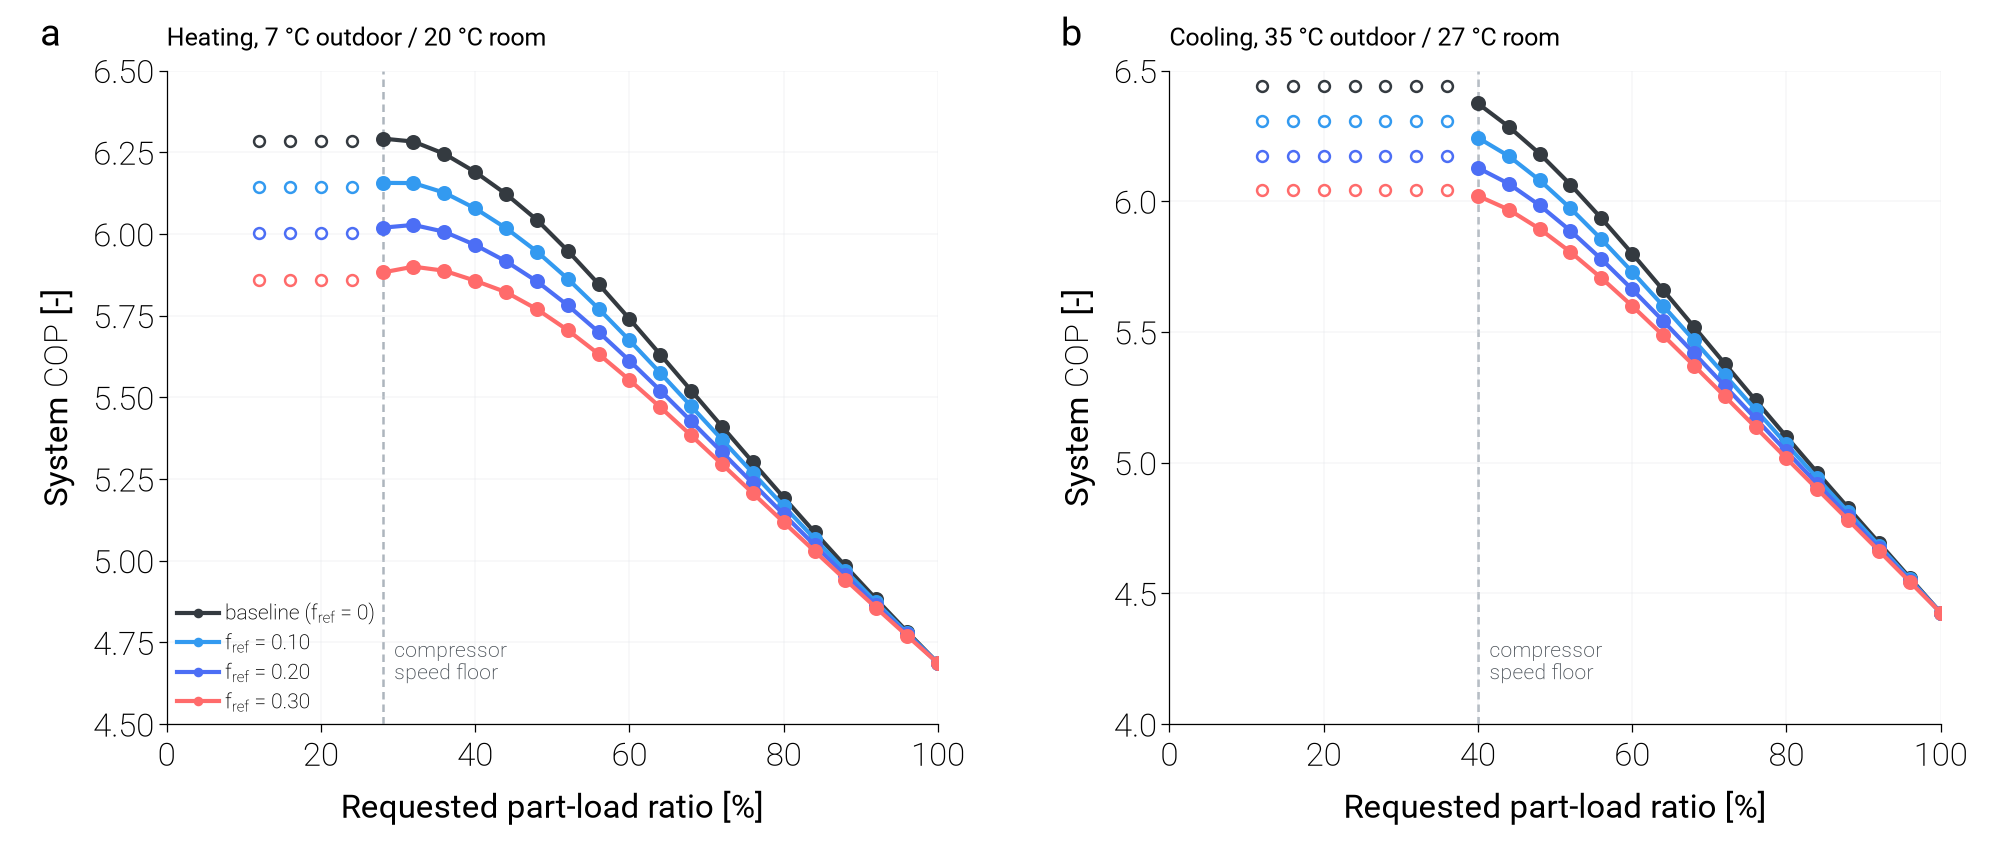 a
Heating, 7 °C outdoor / 20 °C room
6.50
6.25
6.00
5.75
5.50
5.25
5.00
4.75
4.50
System COP [-]
baseline (fref = 0)
fref = 0.10
fref = 0.20
fref = 0.30
compressor
speed floor
0 20 40 60 80 100
Requested part-load ratio [%]
b
Cooling, 35 °C outdoor / 27 °C room
6.5
6.0
5.5
5.0
4.5
4.0
System COP [-]
compressor
speed floor
0 20 40 60 80 100
Requested part-load ratio [%]